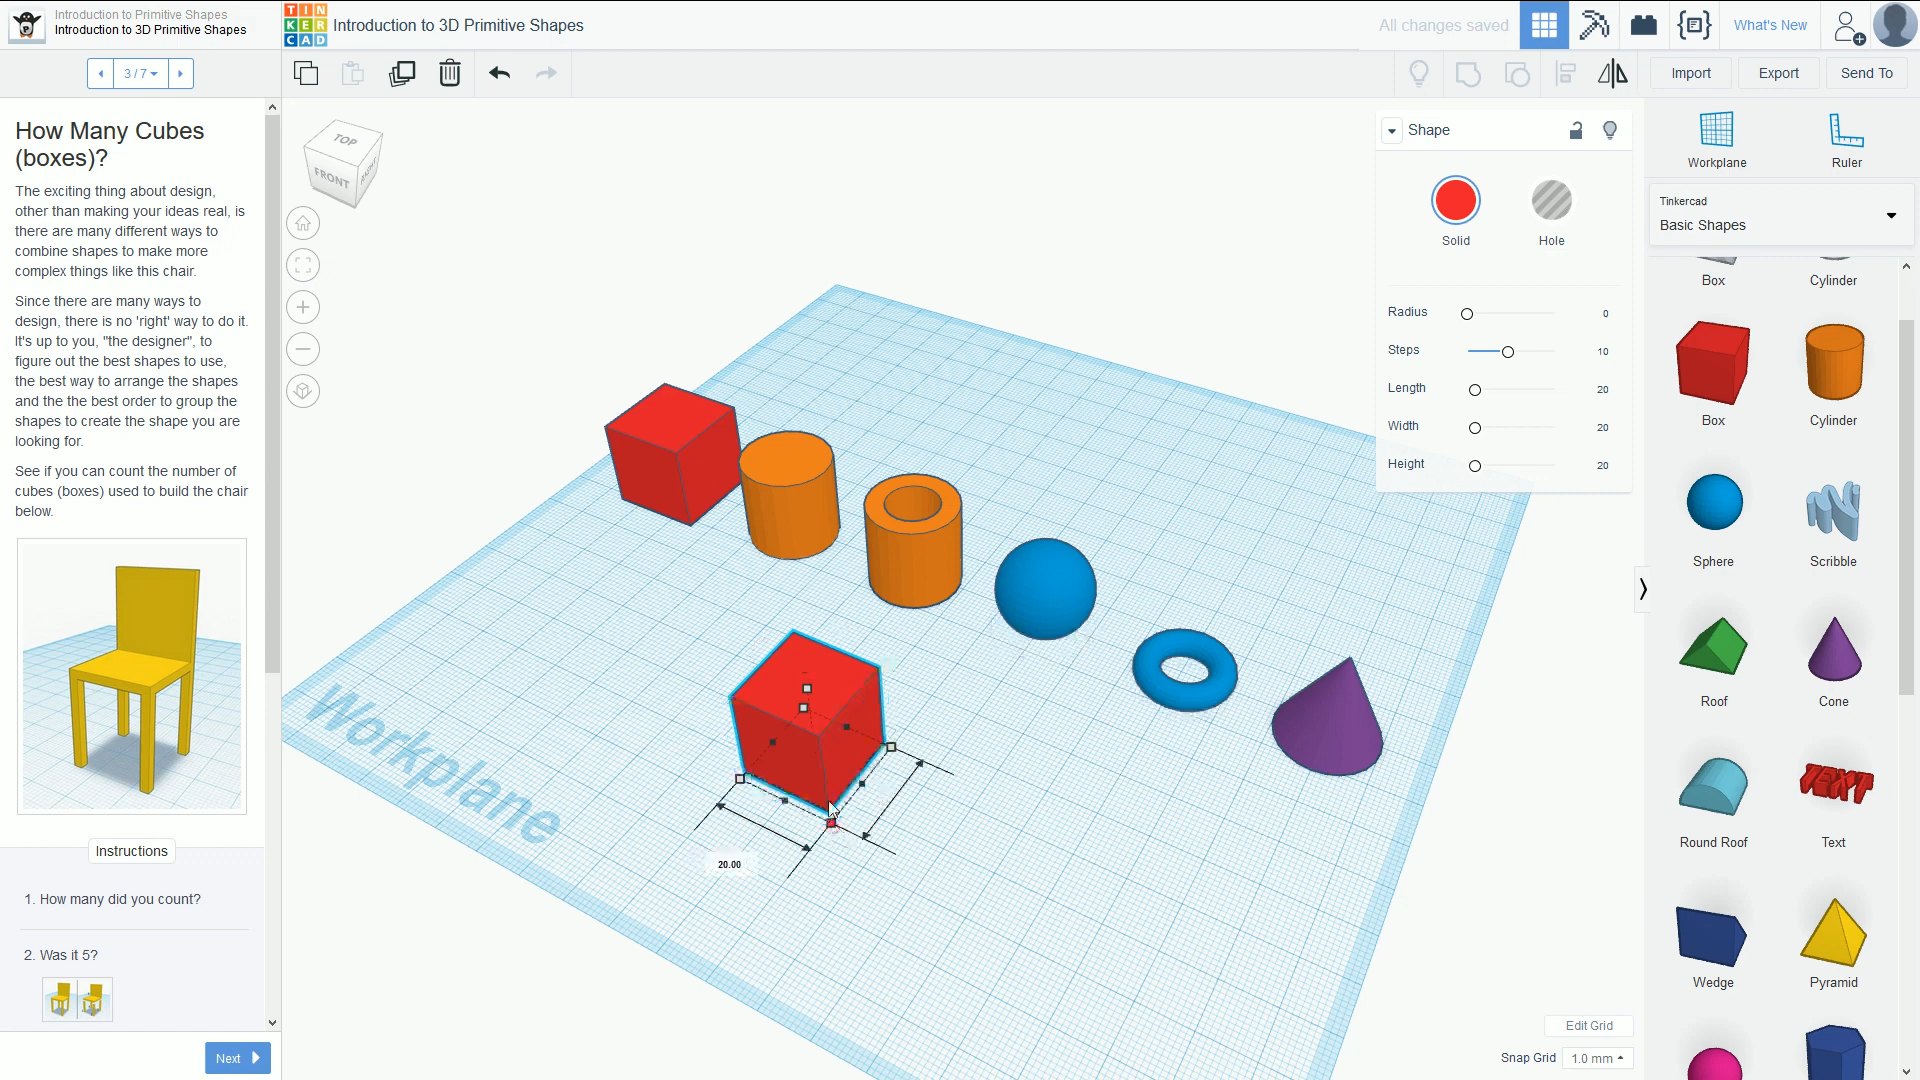 Introduction to Primitive Shapes
Introduction to 3D Primitive Shapes
TIN
KER
CAD
Introduction to 3D Primitive Shapes
All changes saved
What's New
3 / 7
Import
Export
Send To
How Many Cubes
(boxes)?
The exciting thing about design,
other than making your ideas real, is
there are many different ways to
combine shapes to make more
complex things like this chair.
Since there are many ways to
design, there is no 'right' way to do it.
It's up to you, "the designer", to
figure out the best shapes to use,
the best way to arrange the shapes
and the the best order to group the
shapes to create the shape you are
looking for.
See if you can count the number of
cubes (boxes) used to build the chair
below.
Instructions
1. How many did you count?
2. Was it 5?
Next
TOP
FRONT
RIGHT
Workplane
20.00
Shape
Solid
Hole
Radius
0
Steps
10
Length
20
Width
20
Height
20
Edit Grid
Snap Grid
1.0 mm
Workplane
Ruler
Tinkercad
Basic Shapes
Box
Cylinder
Box
Cylinder
Sphere
Scribble
Roof
Cone
Round Roof
TEXT
Text
Wedge
Pyramid